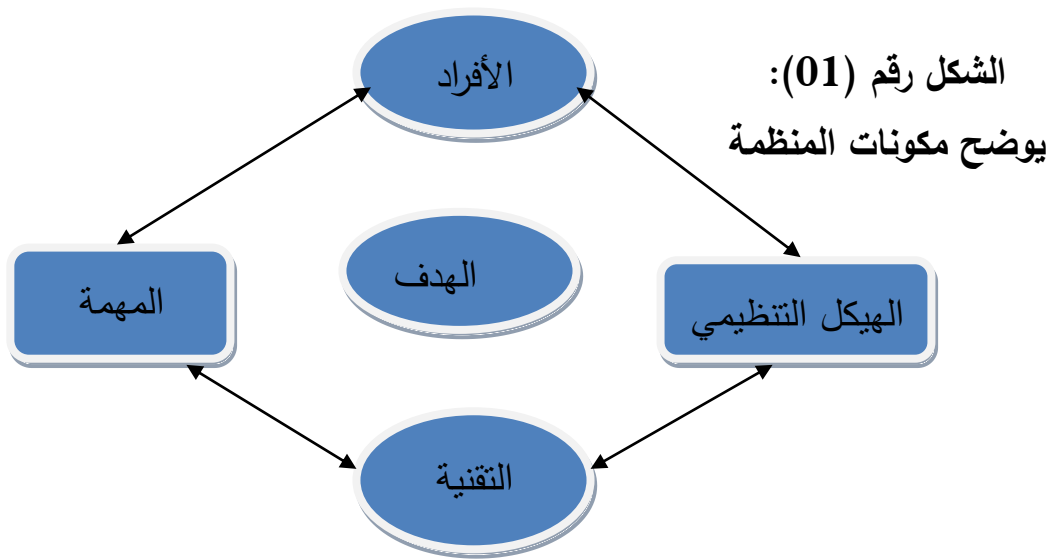 الشكل رقم (01):
يوضح مكونات المنظمة
الأفراد
الهدف
الهيكل التنظيمي
المهمة
التقنية